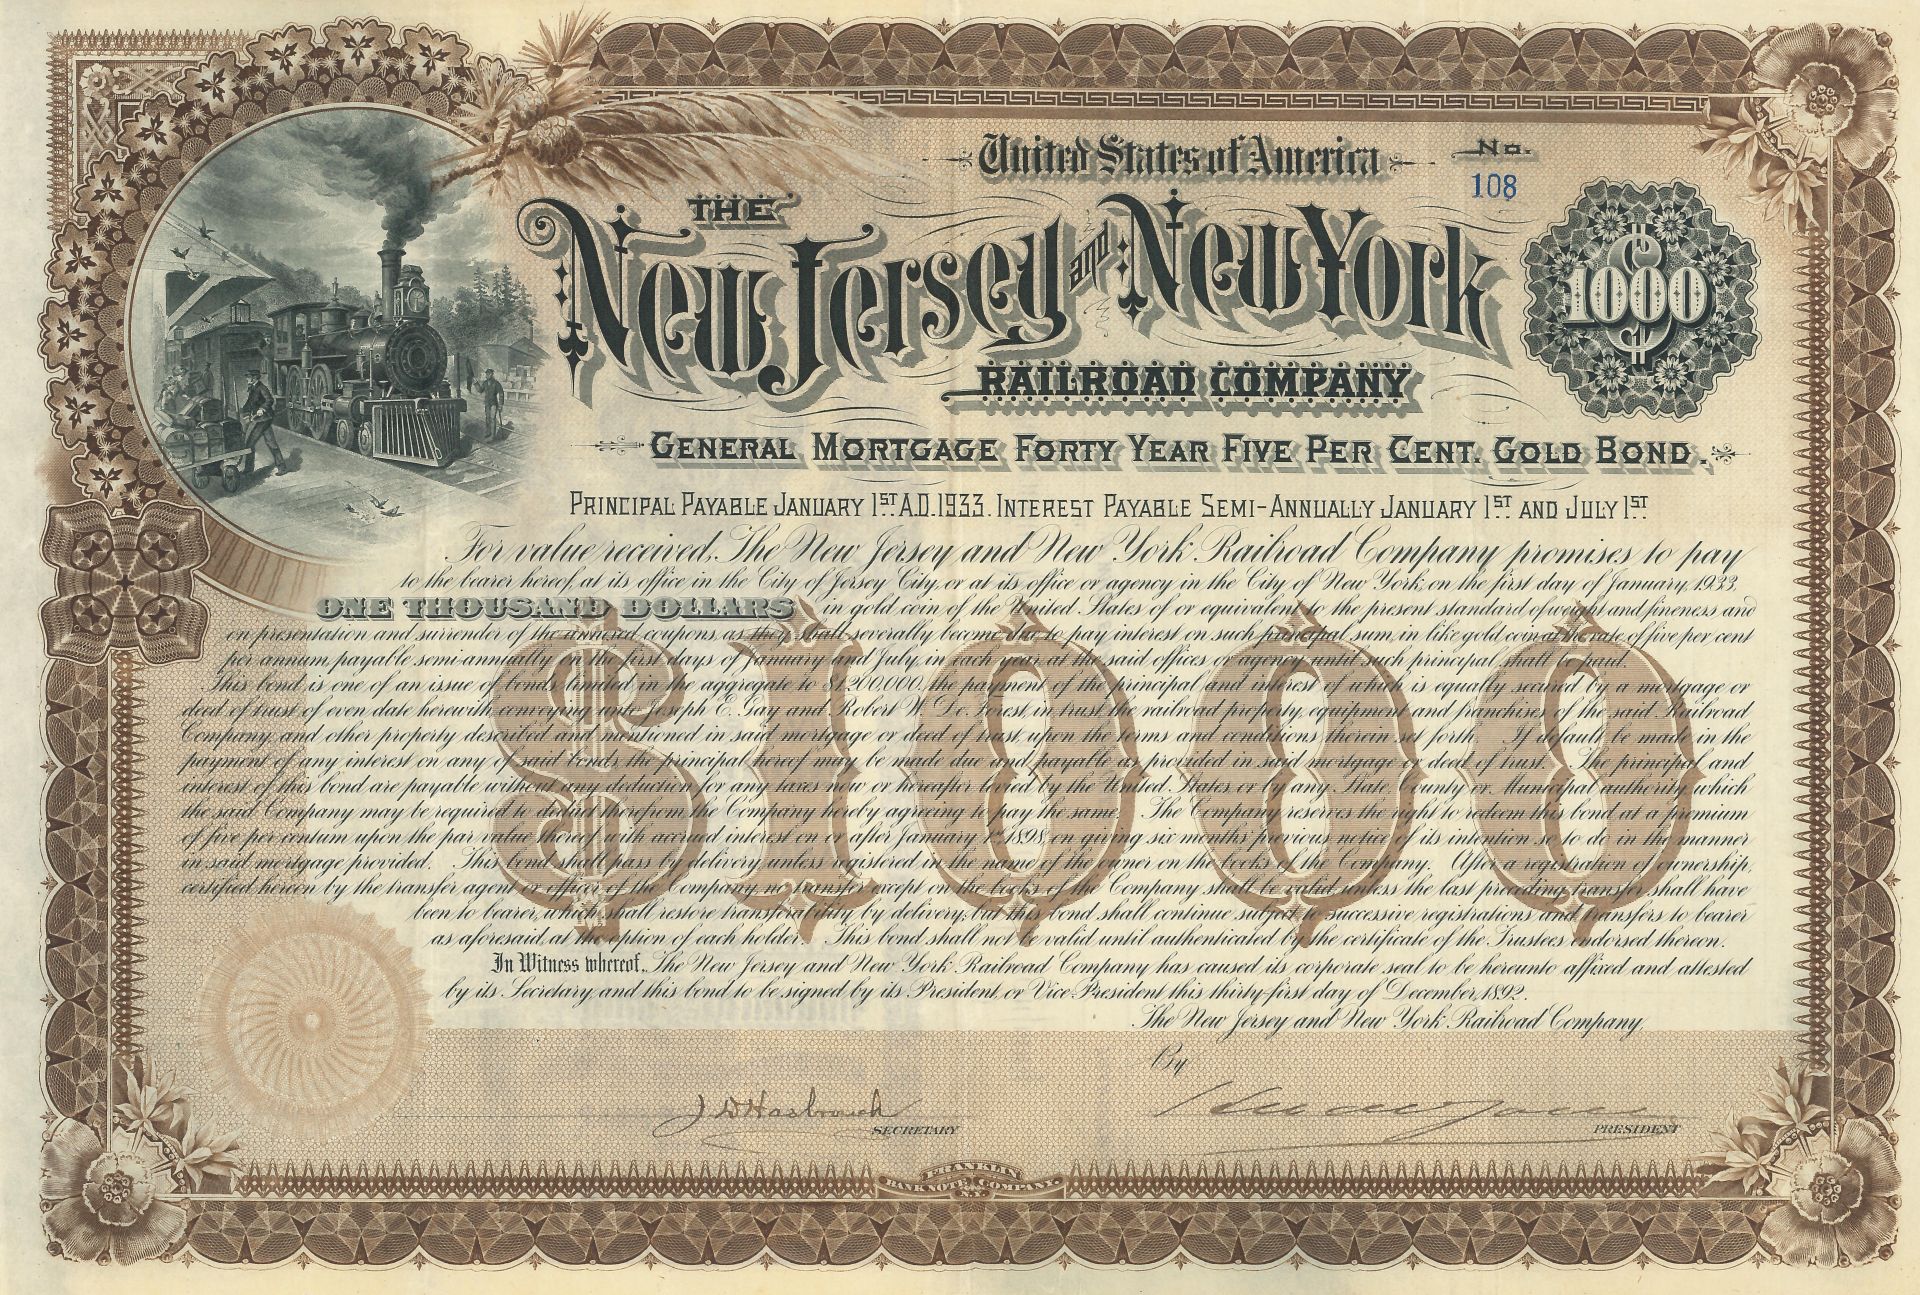 United States of America
No.
108
THE
New Jersey and New York
RAILROAD COMPANY
$1000
GENERAL MORTGAGE FORTY YEAR FIVE PER CENT. GOLD BOND.
PRINCIPAL PAYABLE JANUARY 1ST A.D. 1933. INTEREST PAYABLE SEMI-ANNUALLY JANUARY 1ST AND JULY 1ST
For value received, The New Jersey and New York Railroad Company promises to pay
to the bearer hereof, at its office in the City of Jersey City, or at its office or agency in the City of New York, on the first day of January, 1933,
ONE THOUSAND DOLLARS in gold coin of the United States of or equivalent to the present standard of weight and fineness and
on presentation and surrender of the annexed coupons, as they shall severally become due, to pay interest on such principal sum, in like gold coin at the rate of five per cent
per annum, payable semi-annually on the first days of January and July, in each year at the said offices or agency until such principal shall be paid.
This bond is one of an issue of bonds limited in the aggregate to $1,200,000, the payment of the principal and interest of which is equally secured by a mortgage or
deed of trust of even date herewith, conveying unto Joseph E. Gay and Robert W. De Forest, in trust the railroad property, equipment and franchises of the said Railroad
Company, and other property described and mentioned in said mortgage or deed of trust, upon the terms and conditions therein set forth. If default be made in the
payment of any interest on any of said bonds the principal hereof may be made due and payable as provided in said mortgage or deed of trust. The principal and
interest of this bond are payable without any deduction for any taxes now or hereafter levied by the United States, or by any State, County or Municipal authority, which
the said Company may be required to deduct therefrom, the Company hereby agreeing to pay the same. The Company reserves the right to redeem this bond at a premium
of five per centum upon the par value thereof with accrued interest on or after January 1st 1898, on giving six months' previous notice of its intention so to do in the manner
in said mortgage provided. This bond shall pass by delivery unless registered in the name of the owner on the books of the Company. After a registration of ownership,
certified hereon by the transfer agent or officer of the Company, no transfer except on the books of the Company shall be valid, unless the last preceding transfer shall have
been to bearer, which shall restore transferability by delivery, but this bond shall continue subject to successive registrations and transfers to bearer
as aforesaid, at the option of each holder. This bond shall not be valid until authenticated by the certificate of the Trustees endorsed thereon.
In Witness whereof, The New Jersey and New York Railroad Company has caused its corporate seal to be hereunto affixed and attested
by its Secretary, and this bond to be signed by its President or Vice-President this thirty-first day of December, 1892.
The New Jersey and New York Railroad Company,
$1000
By
J D Hasbrouck
SECRETARY
PRESIDENT
FRANKLIN
BANK NOTE COMPANY.
N.Y.